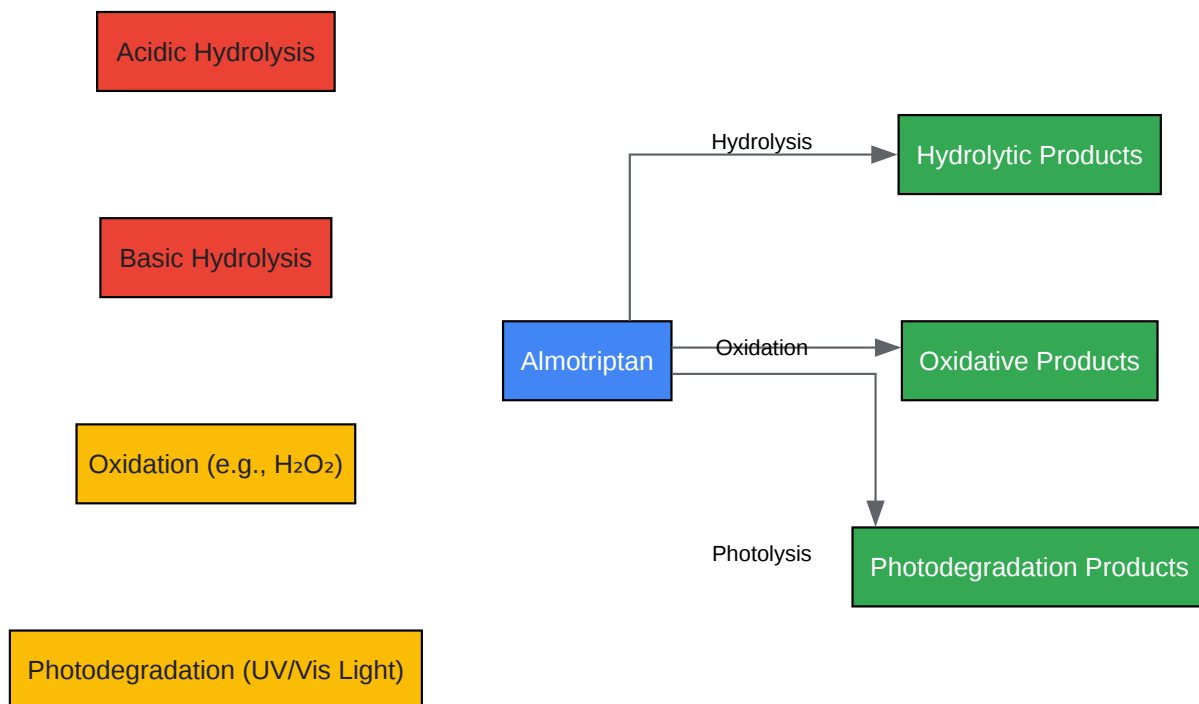 Acidic Hydrolysis
Basic Hydrolysis
Oxidation (e.g., H₂O₂)
Photodegradation (UV/Vis Light)
Almotriptan
Hydrolysis
Oxidation
Photolysis
Hydrolytic Products
Oxidative Products
Photodegradation Products